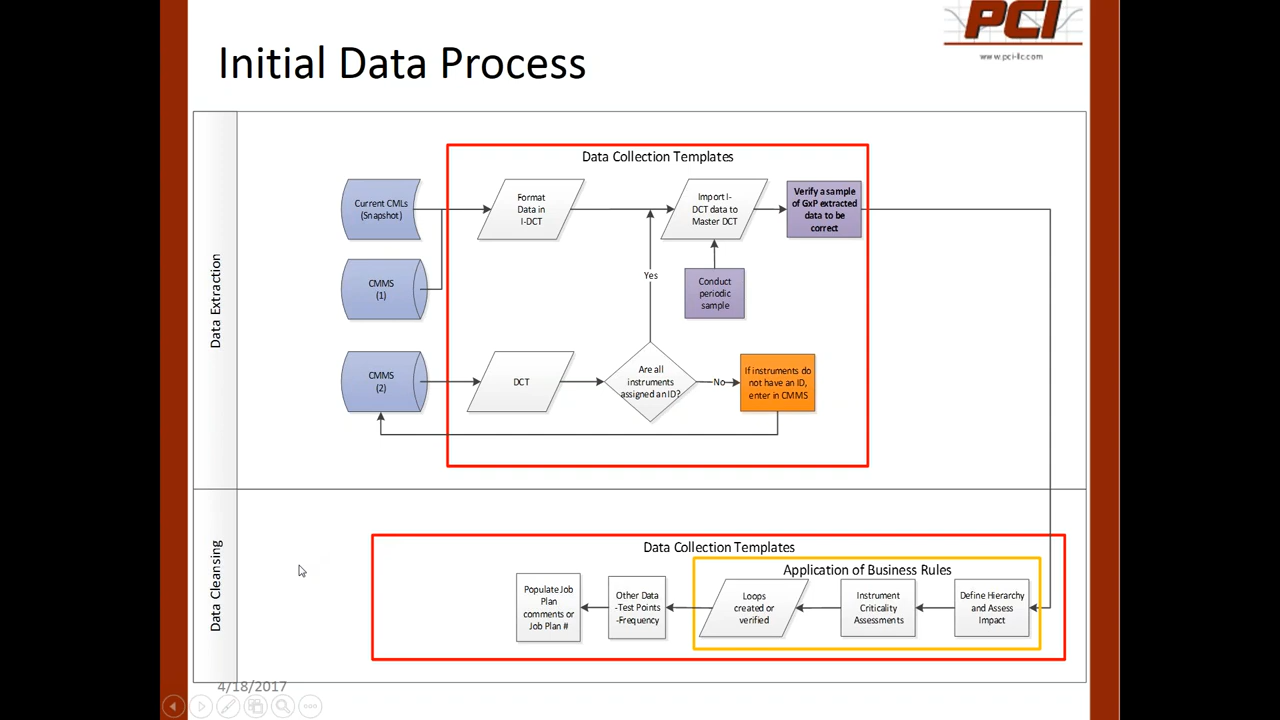 PCI
www.pci-llc.com
Initial Data Process
Data Extraction
Data Collection Templates
Current CMLs
(Snapshot)
Format
Data in
I-DCT
Import I-
DCT data to
Master DCT
Verify a sample
of GxP extracted
data to be
correct
CMMS
(1)
Yes
Conduct
periodic
sample
CMMS
(2)
DCT
Are all
instruments
assigned an ID?
No
If instruments do
not have an ID,
enter in CMMS
Data Cleansing
Data Collection Templates
Application of Business Rules
Populate Job
Plan
comments or
Job Plan #
Other Data
-Test Points
-Frequency
Loops
created or
verified
Instrument
Criticality
Assessments
Define Hierarchy
and Assess
Impact
4/18/2017